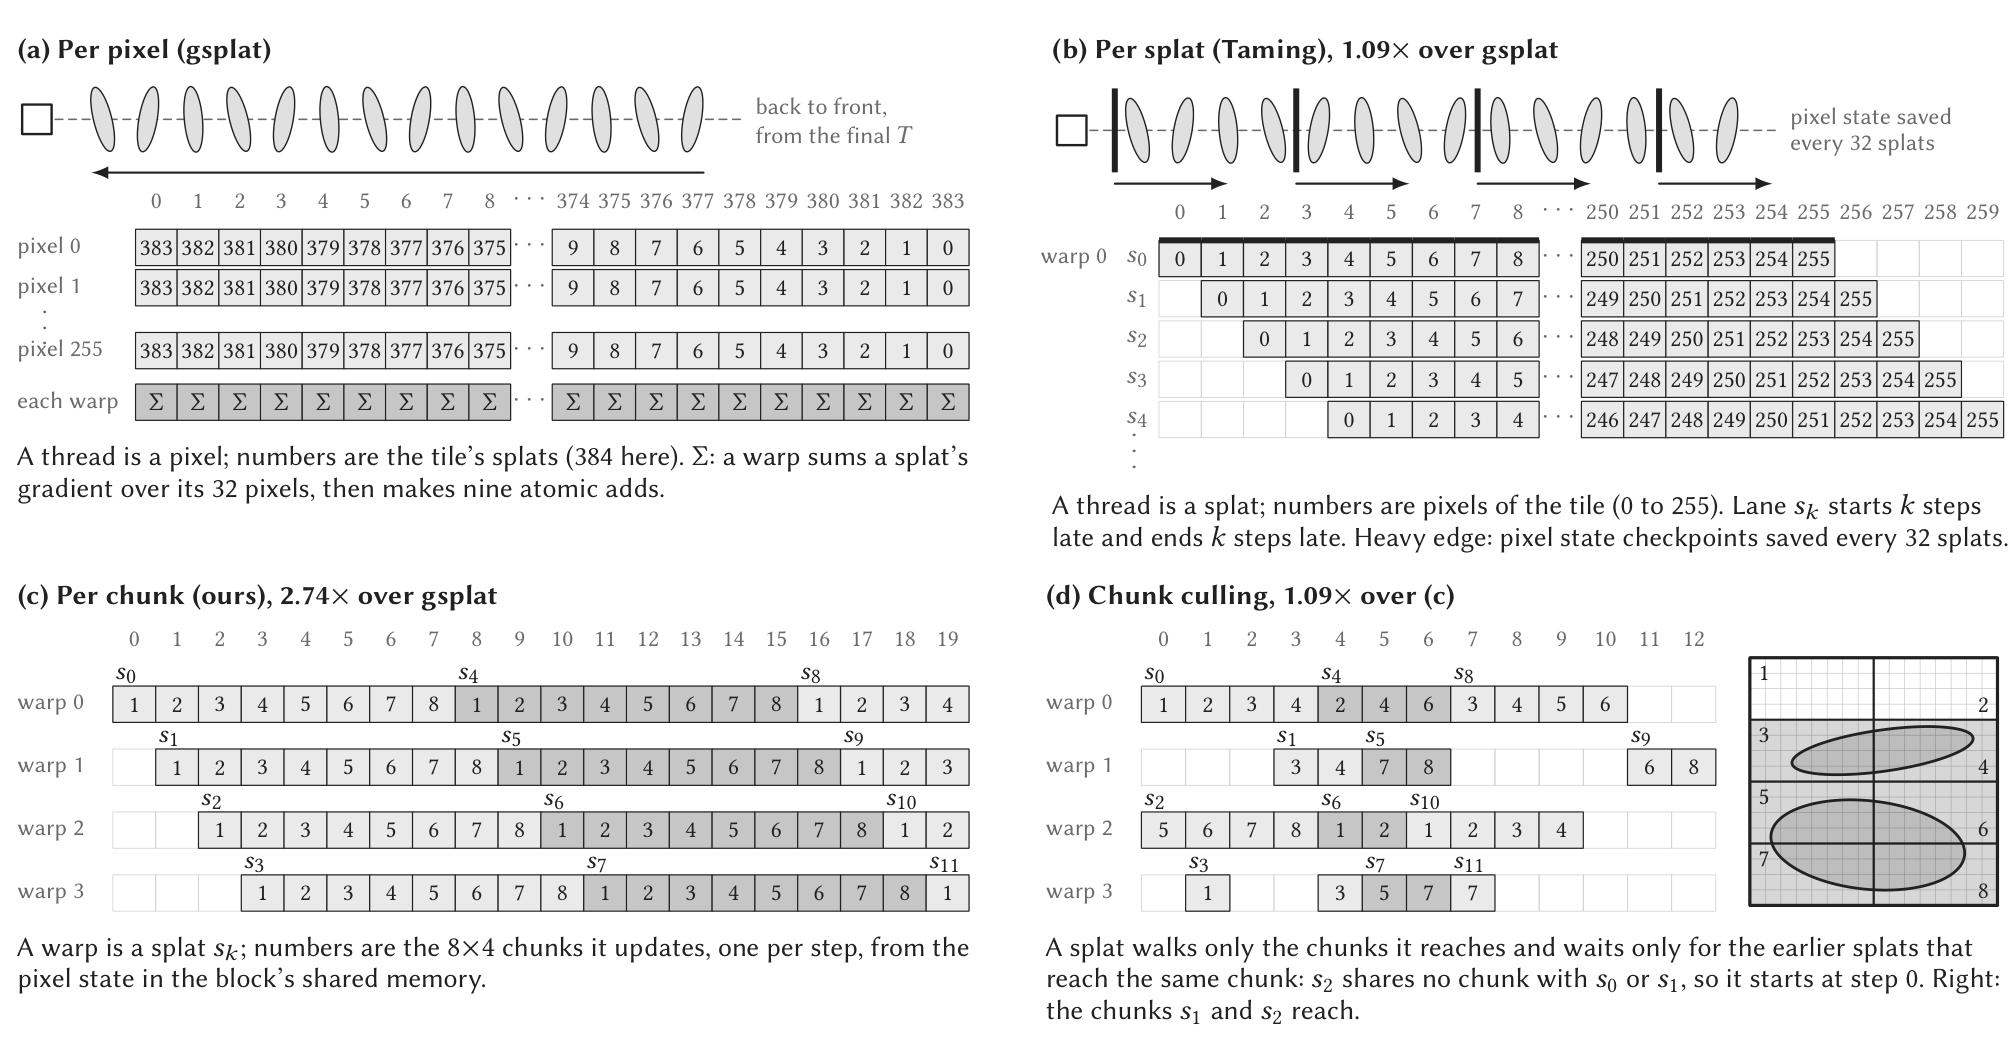 (a) Per pixel (gsplat)
back to front,
from the final T
0 1 2 3 4 5 6 7 8 ··· 374 375 376 377 378 379 380 381 382 383
pixel 0 383 382 381 380 379 378 377 376 375 ··· 9 8 7 6 5 4 3 2 1 0
pixel 1 383 382 381 380 379 378 377 376 375 ··· 9 8 7 6 5 4 3 2 1 0
pixel 255 383 382 381 380 379 378 377 376 375 ··· 9 8 7 6 5 4 3 2 1 0
each warp Σ Σ Σ Σ Σ Σ Σ Σ Σ ··· Σ Σ Σ Σ Σ Σ Σ Σ Σ Σ
A thread is a pixel; numbers are the tile's splats (384 here). Σ: a warp sums a splat's
gradient over its 32 pixels, then makes nine atomic adds.
(b) Per splat (Taming), 1.09× over gsplat
pixel state saved
every 32 splats
0 1 2 3 4 5 6 7 8 ··· 250 251 252 253 254 255 256 257 258 259
warp 0 s0 0 1 2 3 4 5 6 7 8 ··· 250 251 252 253 254 255
s1 0 1 2 3 4 5 6 7 ··· 249 250 251 252 253 254 255
s2 0 1 2 3 4 5 6 ··· 248 249 250 251 252 253 254 255
s3 0 1 2 3 4 5 ··· 247 248 249 250 251 252 253 254 255
s4 0 1 2 3 4 ··· 246 247 248 249 250 251 252 253 254 255
A thread is a splat; numbers are pixels of the tile (0 to 255). Lane sk starts k steps
late and ends k steps late. Heavy edge: pixel state checkpoints saved every 32 splats.
(c) Per chunk (ours), 2.74× over gsplat
0 1 2 3 4 5 6 7 8 9 10 11 12 13 14 15 16 17 18 19
s0 s4 s8
warp 0 1 2 3 4 5 6 7 8 1 2 3 4 5 6 7 8 1 2 3 4
s1 s5 s9
warp 1 1 2 3 4 5 6 7 8 1 2 3 4 5 6 7 8 1 2 3
s2 s6 s10
warp 2 1 2 3 4 5 6 7 8 1 2 3 4 5 6 7 8 1 2
s3 s7 s11
warp 3 1 2 3 4 5 6 7 8 1 2 3 4 5 6 7 8 1
A warp is a splat sk; numbers are the 8×4 chunks it updates, one per step, from the
pixel state in the block's shared memory.
(d) Chunk culling, 1.09× over (c)
0 1 2 3 4 5 6 7 8 9 10 11 12
s0 s4 s8
warp 0 1 2 3 4 2 4 6 3 4 5 6
s1 s5 s9
warp 1 3 4 7 8 6 8
s2 s6 s10
warp 2 5 6 7 8 1 2 1 2 3 4
s3 s7 s11
warp 3 1 3 5 7 7
1
2
3
4
5
6
7
8
A splat walks only the chunks it reaches and waits only for the earlier splats that
reach the same chunk: s2 shares no chunk with s0 or s1, so it starts at step 0. Right:
the chunks s1 and s2 reach.